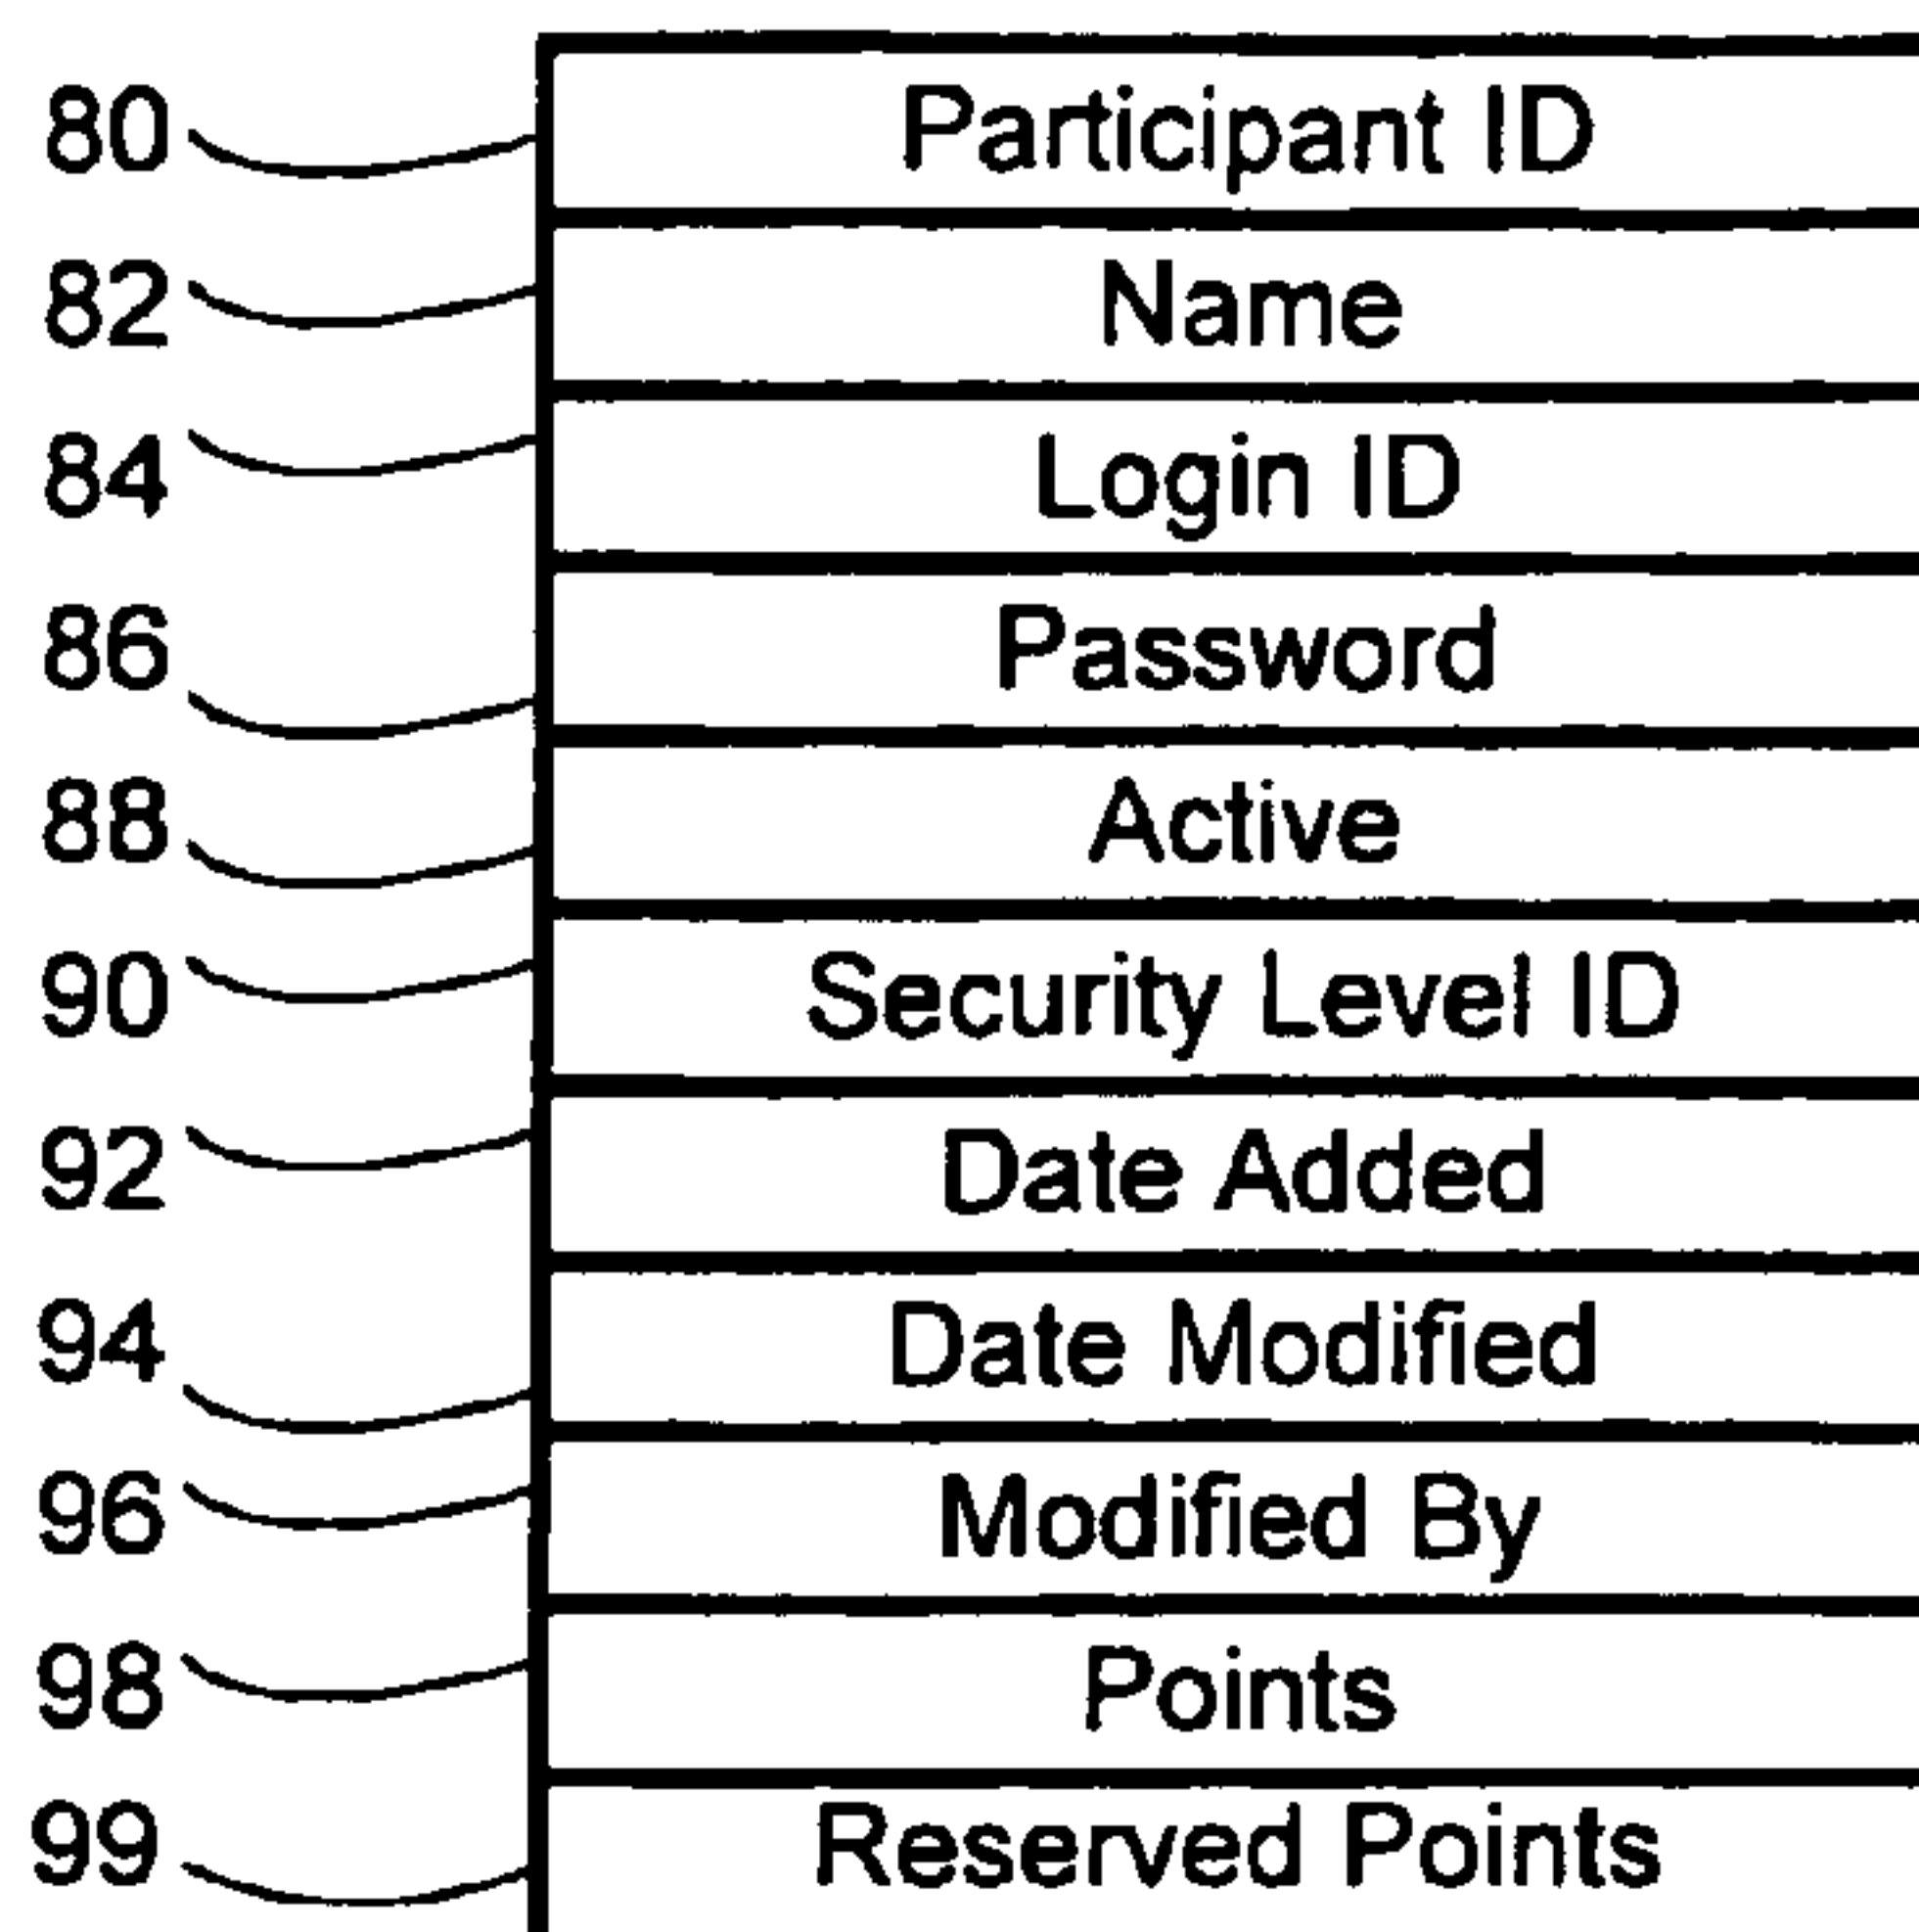 80 Participant ID
82 Name
84 Login ID
86 Password
88 Active
90 Security Level ID
92 Date Added
94 Date Modified
96 Modified By
98 Points
99 Reserved Points